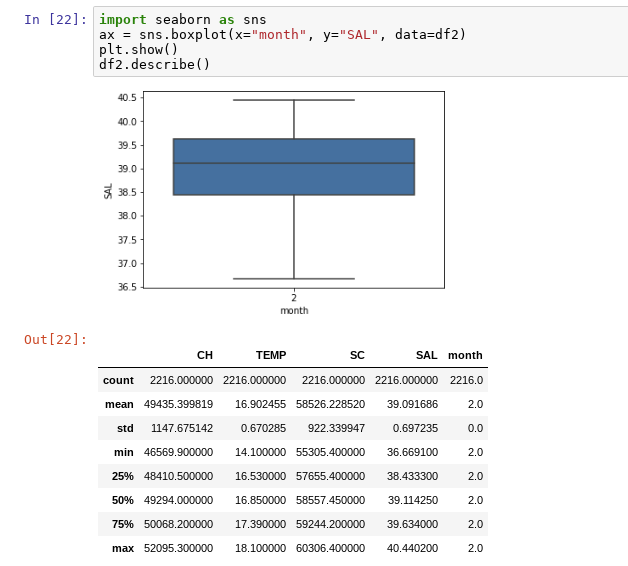 In [22]: import seaborn as sns
ax = sns.boxplot(x="month", y="SAL", data=df2)
plt.show()
df2.describe()
40.5
40.0
39.5
39.0
38.5
38.0
37.5
37.0
36.5
SAL
2
month
Out[22]:
CH TEMP SC SAL month
count 2216.000000 2216.000000 2216.000000 2216.000000 2216.0
mean 49435.399819 16.902455 58526.228520 39.091686 2.0
std 1147.675142 0.670285 922.339947 0.697235 0.0
min 46569.900000 14.100000 55305.400000 36.669100 2.0
25% 48410.500000 16.530000 57655.400000 38.433300 2.0
50% 49294.000000 16.850000 58557.450000 39.114250 2.0
75% 50068.200000 17.390000 59244.200000 39.634000 2.0
max 52095.300000 18.100000 60306.400000 40.440200 2.0